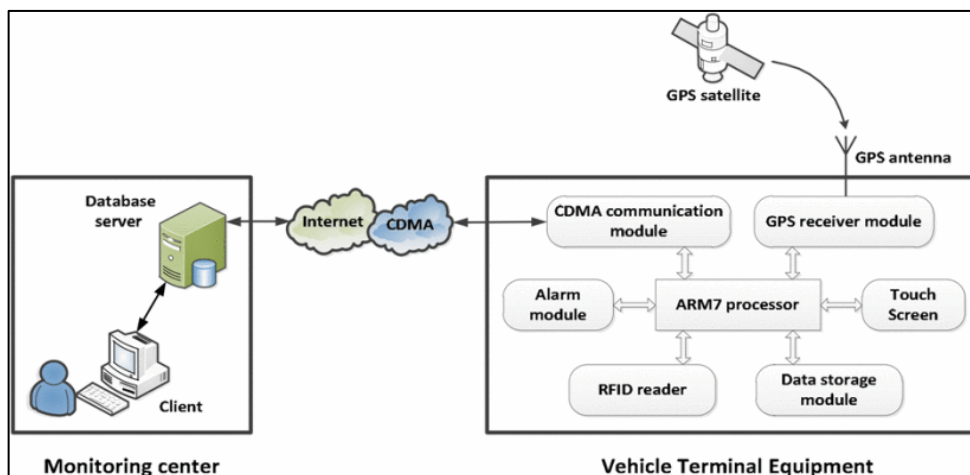 GPS satellite
GPS antenna
Database
server
Internet
CDMA
CDMA communication
module
GPS receiver module
Alarm
module
ARM7 processor
Touch
Screen
RFID reader
Data storage
module
Client
Monitoring center
Vehicle Terminal Equipment